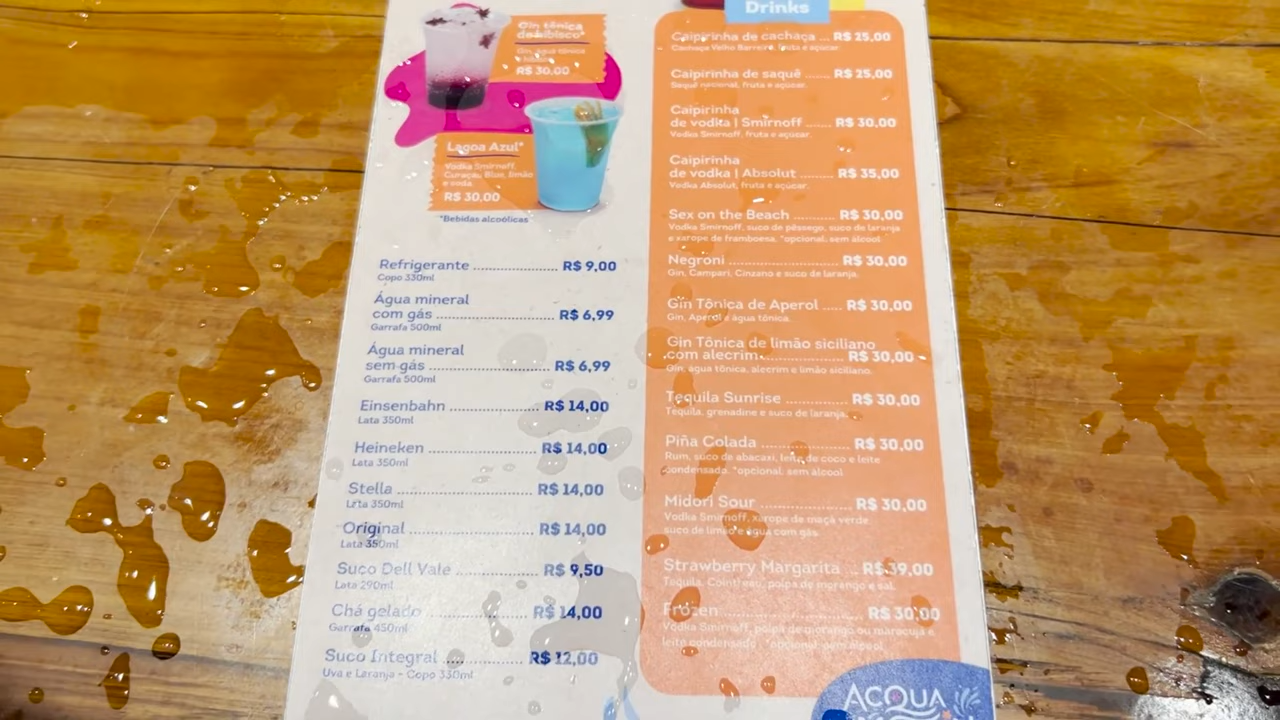 Gin tônica
de hibisco*
Gin, água tônica
R$ 30,00
Lagoa Azul*
Vodka Smirnoff,
Curaçau Blue, limão
e soda
R$ 30,00
*Bebidas alcoólicas
Refrigerante ........................ R$ 9,00
Copo 330ml
Água mineral
com gás ................................... R$ 6,99
Garrafa 500ml
Água mineral
sem gás ................................... R$ 6,99
Garrafa 500ml
Einsenbahn .......................... R$ 14,00
Lata 350ml
Heineken ................................ R$ 14,00
Lata 350ml
Stella ....................................... R$ 14,00
Lata 350ml
Original ................................... R$ 14,00
Lata 350ml
Suco Dell Vale ...................... R$ 9,50
Lata 290ml
Chá gelado ............................ R$ 14,00
Garrafa 450ml
Suco Integral ..... R$ 12,00
Uva e Laranja - Copo 330ml
Drinks
Caipirinha de cachaça ... R$ 25,00
Cachaça Velho Barreiro, fruta e açúcar.
Caipirinha de saquê ....... R$ 25,00
Saquê nacional, fruta e açúcar.
Caipirinha
de vodka | Smirnoff ....... R$ 30,00
Vodka Smirnoff, fruta e açúcar.
Caipirinha
de vodka | Absolut .......... R$ 35,00
Vodka Absolut, fruta e açúcar.
Sex on the Beach ........... R$ 30,00
Vodka Smirnoff, suco de pêssego, suco de laranja
e xarope de framboesa. *opcional, sem álcool
Negroni ................................ R$ 30,00
Gin, Campari, Cinzano e suco de laranja.
Gin Tônica de Aperol ..... R$ 30,00
Gin, Aperol e água tônica.
Gin Tônica de limão siciliano
com alecrim ...................... R$ 30,00
Gin, água tônica, alecrim e limão siciliano.
Tequila Sunrise ................. R$ 30,00
Tequila, grenadine e suco de laranja.
Piña Colada ....................... R$ 30,00
Rum, suco de abacaxi, leite de coco e leite
condensado. *opcional, sem álcool
Midori Sour ......................... R$ 30,00
Vodka Smirnoff, xarope de maçã verde
suco de limão e água com gás.
Strawberry Margarita ... R$ 39,00
Tequila, Cointreau, polpa de morango e sal.
Frozen ................................... R$ 30,00
Vodka Smirnoff, polpa de morango ou maracujá e
leite condensado. *opcional, sem álcool
ACQUA